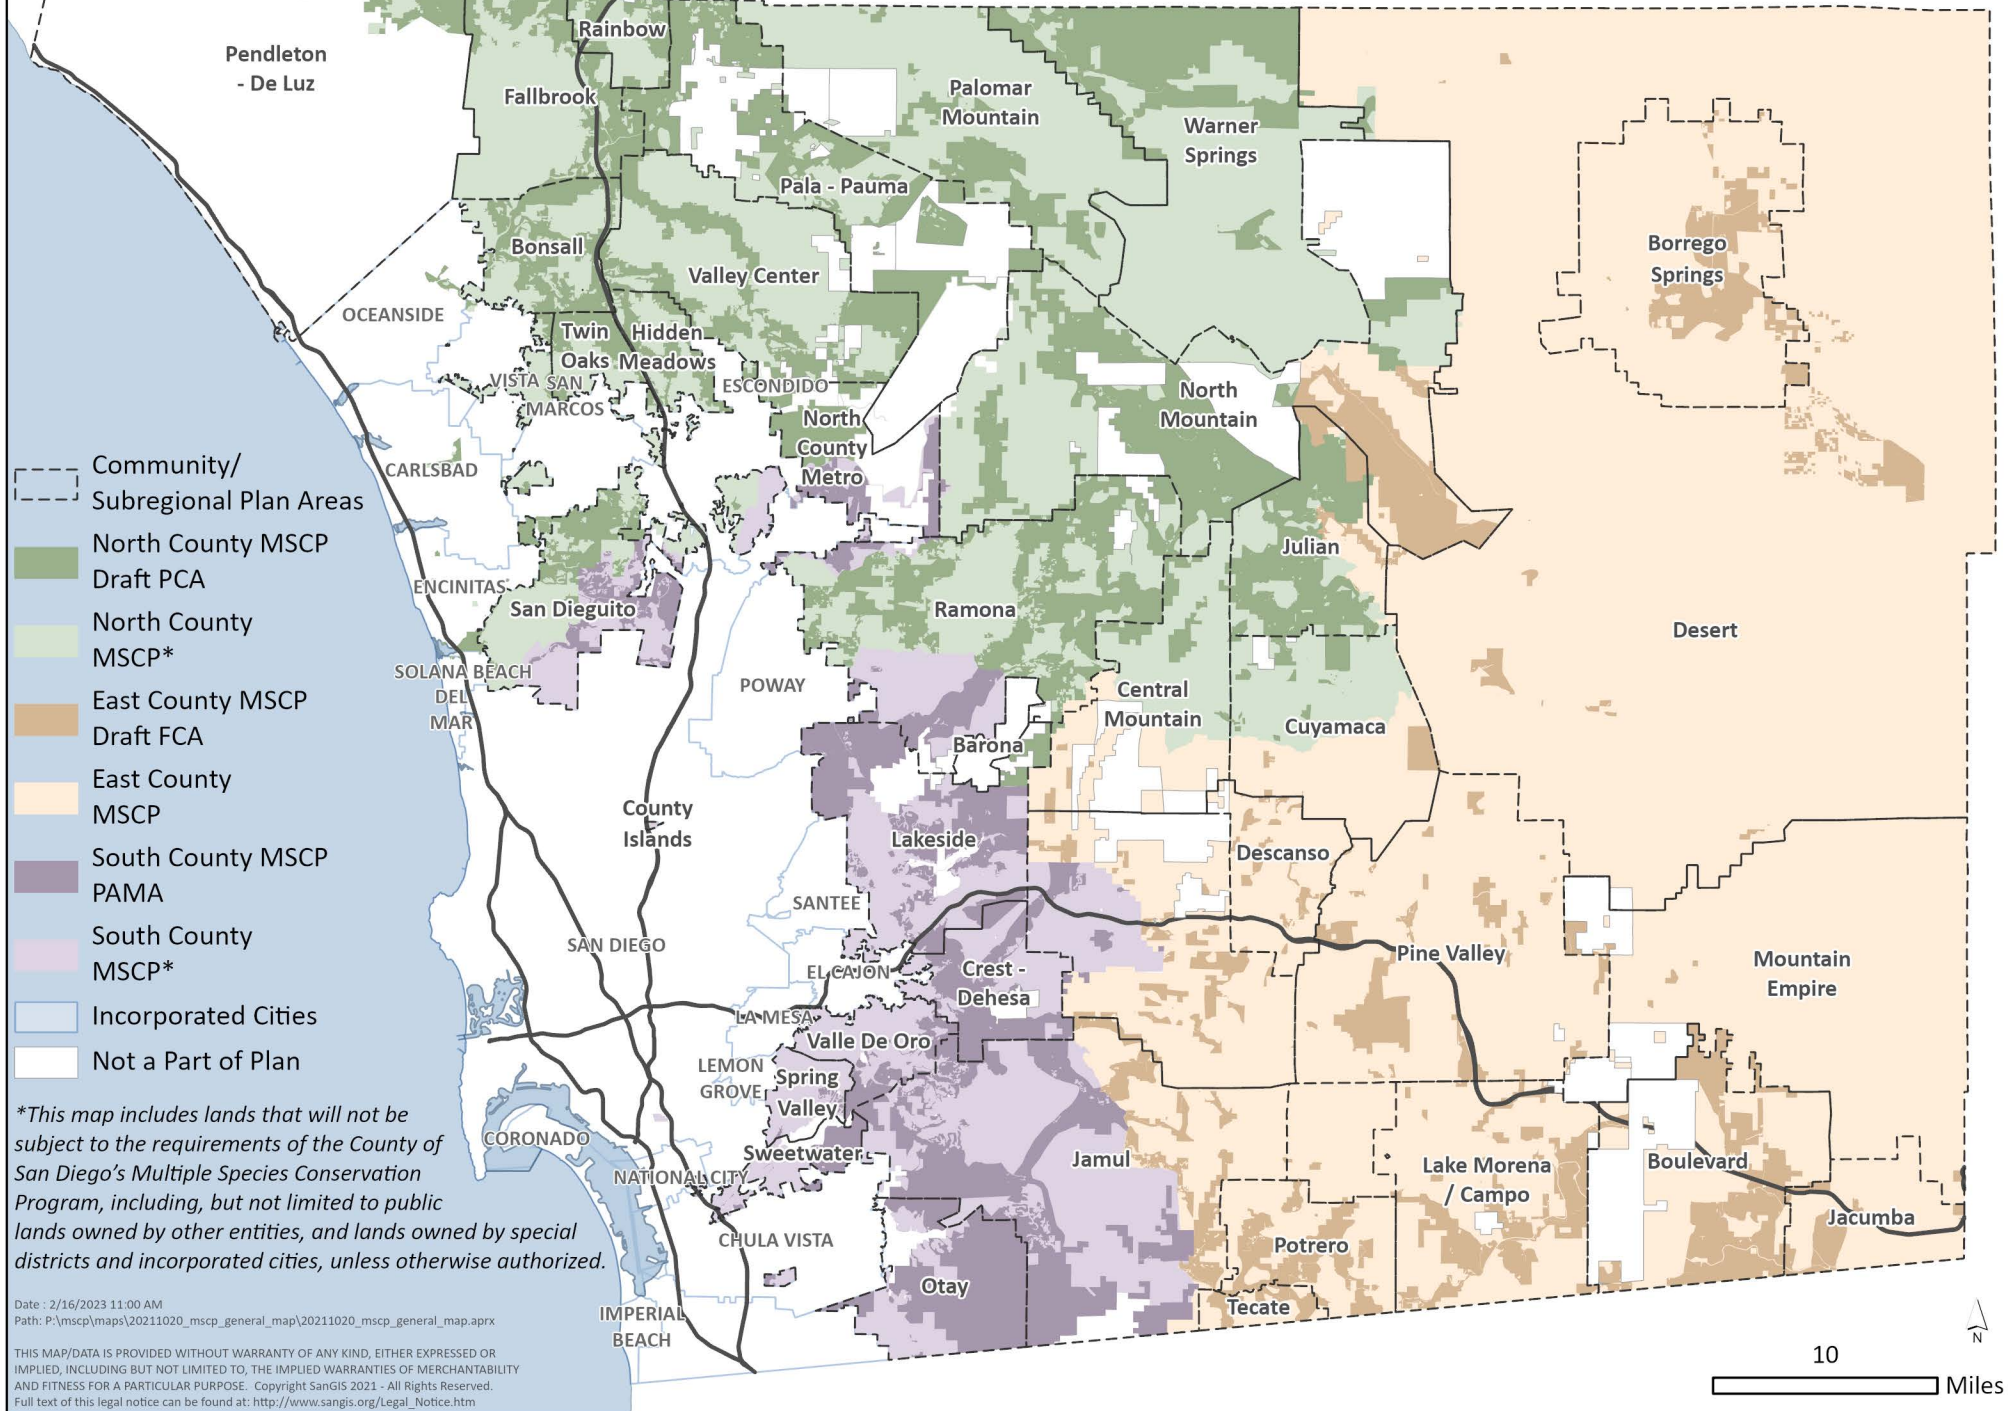 Rainbow
Pendleton
- De Luz
Fallbrook
Palomar
Mountain
Warner
Springs
Pala - Pauma
Bonsall
Valley Center
Borrego
Springs
OCEANSIDE
Twin
Oaks
Hidden
Meadows
VISTA
SAN
MARCOS
ESCONDIDO
North
Mountain
North
County
Metro
CARLSBAD
Julian
ENCINITAS
San Dieguito
Ramona
Desert
SOLANA BEACH
DEL
MAR
POWAY
Central
Mountain
Cuyamaca
Barona
County
Islands
Lakeside
Descanso
SANTEE
SAN DIEGO
EL CAJON
Crest -
Dehesa
Pine Valley
Mountain
Empire
LA MESA
Valle De Oro
LEMON
GROVE
Spring
Valley
CORONADO
Sweetwater
NATIONAL CITY
Jamul
Lake Morena
/ Campo
Boulevard
Jacumba
CHULA VISTA
Potrero
Otay
Tecate
IMPERIAL
BEACH
Community/
Subregional Plan Areas
North County MSCP
Draft PCA
North County
MSCP*
East County MSCP
Draft FCA
East County
MSCP
South County MSCP
PAMA
South County
MSCP*
Incorporated Cities
Not a Part of Plan
*This map includes lands that will not be
subject to the requirements of the County of
San Diego's Multiple Species Conservation
Program, including, but not limited to public
lands owned by other entities, and lands owned by special
districts and incorporated cities, unless otherwise authorized.
Date : 2/16/2023 11:00 AM
Path: P:\mscp\maps\20211020_mscp_general_map\20211020_mscp_general_map.aprx
THIS MAP/DATA IS PROVIDED WITHOUT WARRANTY OF ANY KIND, EITHER EXPRESSED OR
IMPLIED, INCLUDING BUT NOT LIMITED TO, THE IMPLIED WARRANTIES OF MERCHANTABILITY
AND FITNESS FOR A PARTICULAR PURPOSE. Copyright SanGIS 2021 - All Rights Reserved.
Full text of this legal notice can be found at: http://www.sangis.org/Legal_Notice.htm
N
10
Miles